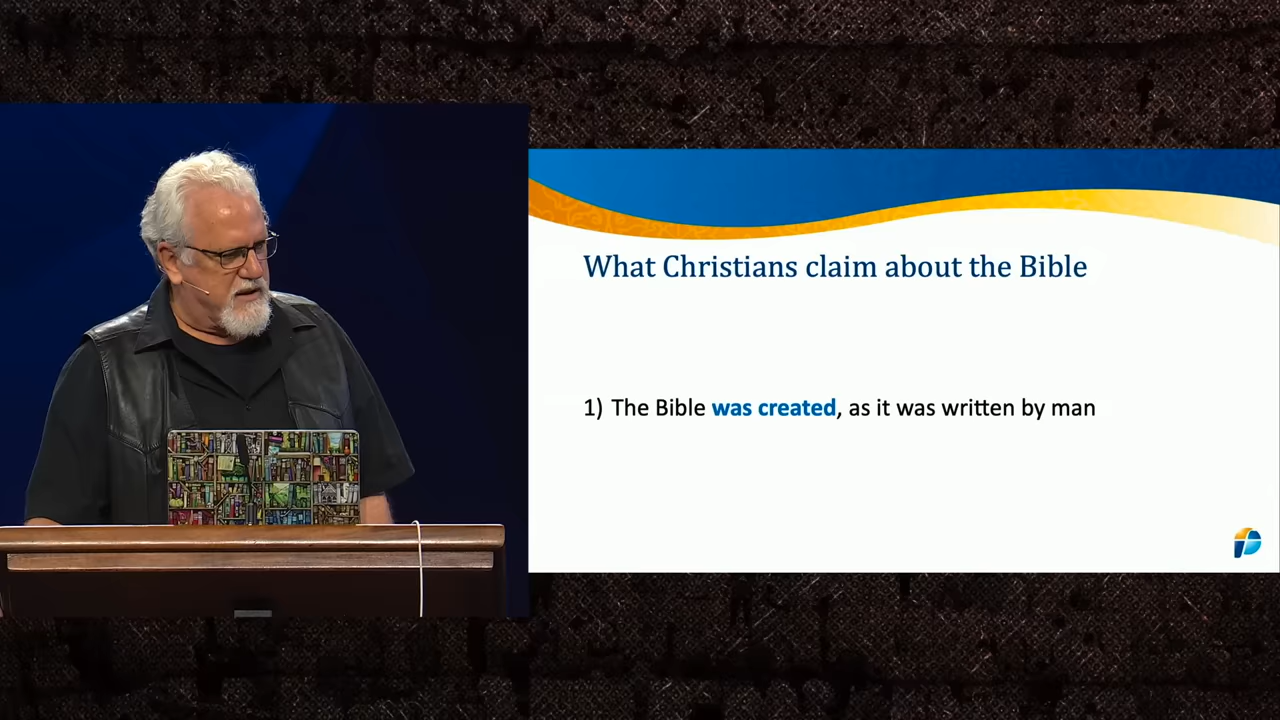 What Christians claim about the Bible
1) The Bible was created, as it was written by man